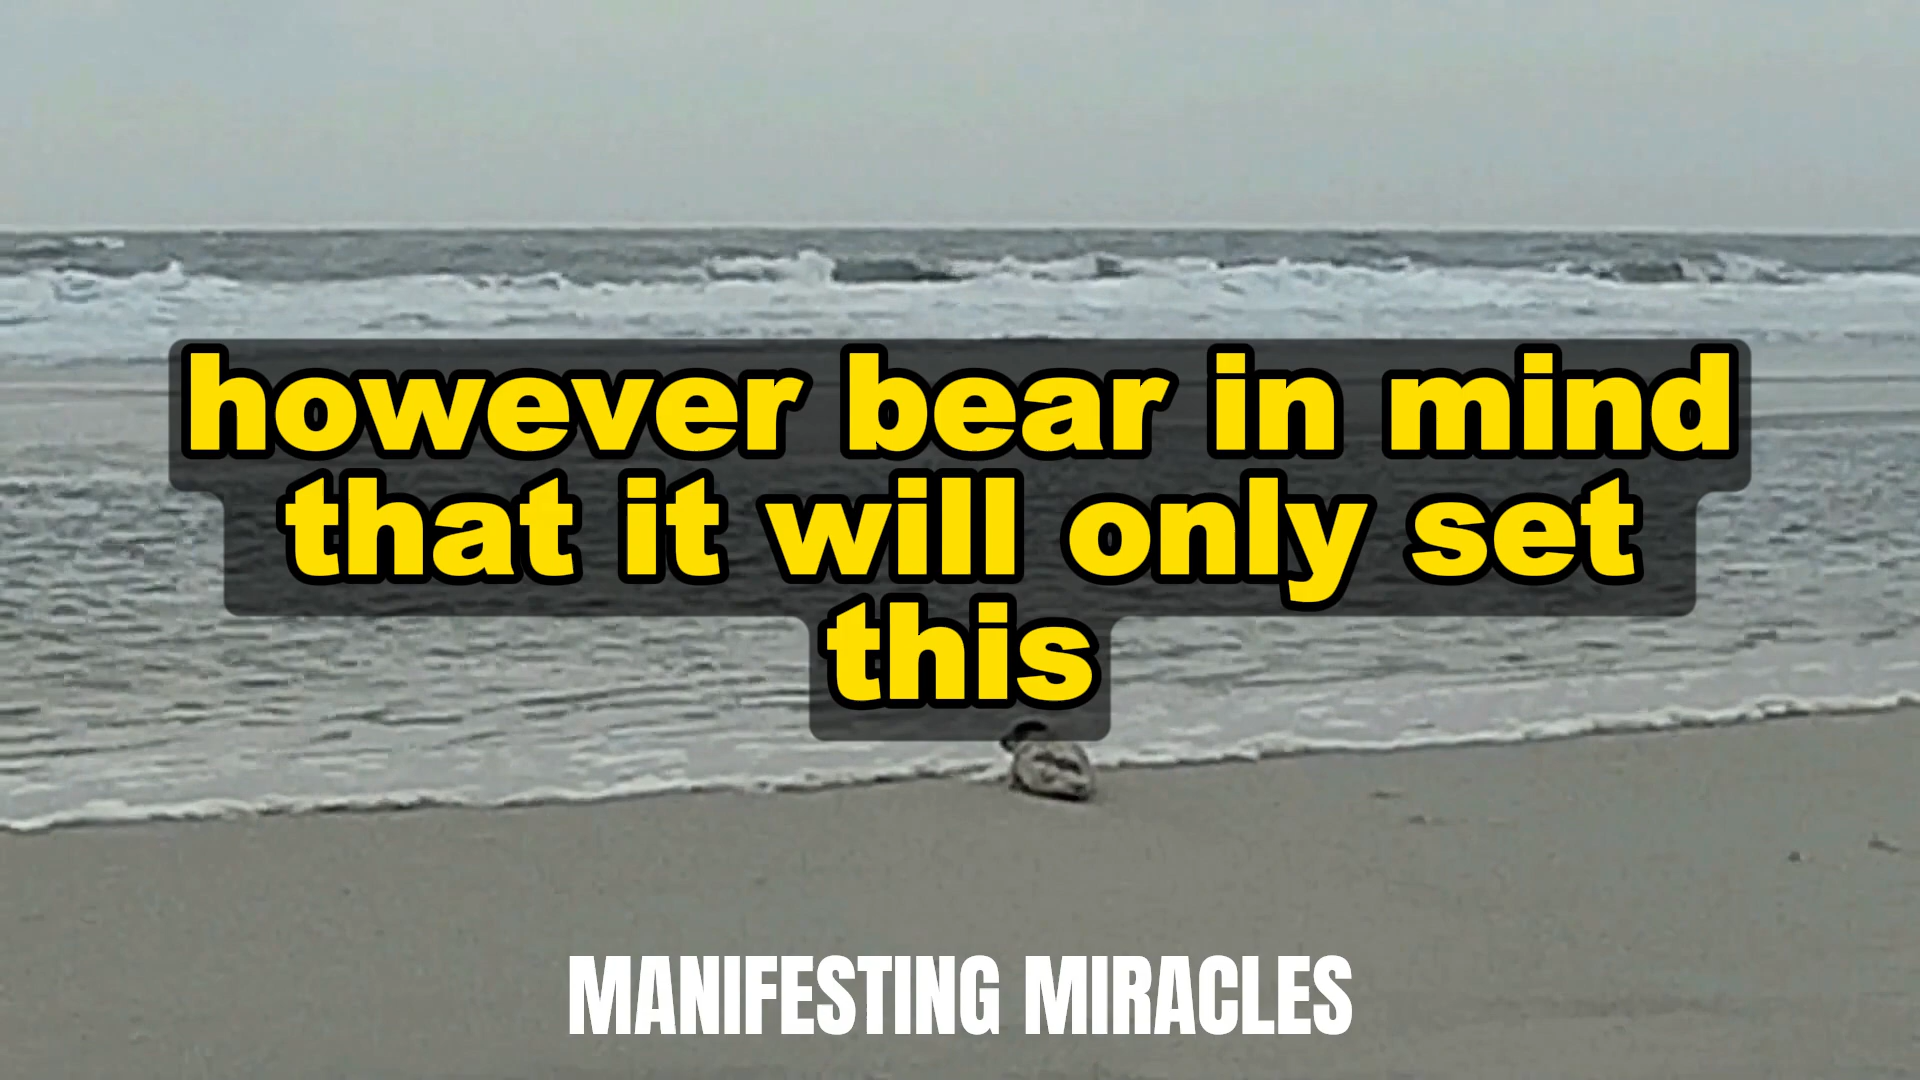 however bear in mind
that it will only set
this
MANIFESTING MIRACLES